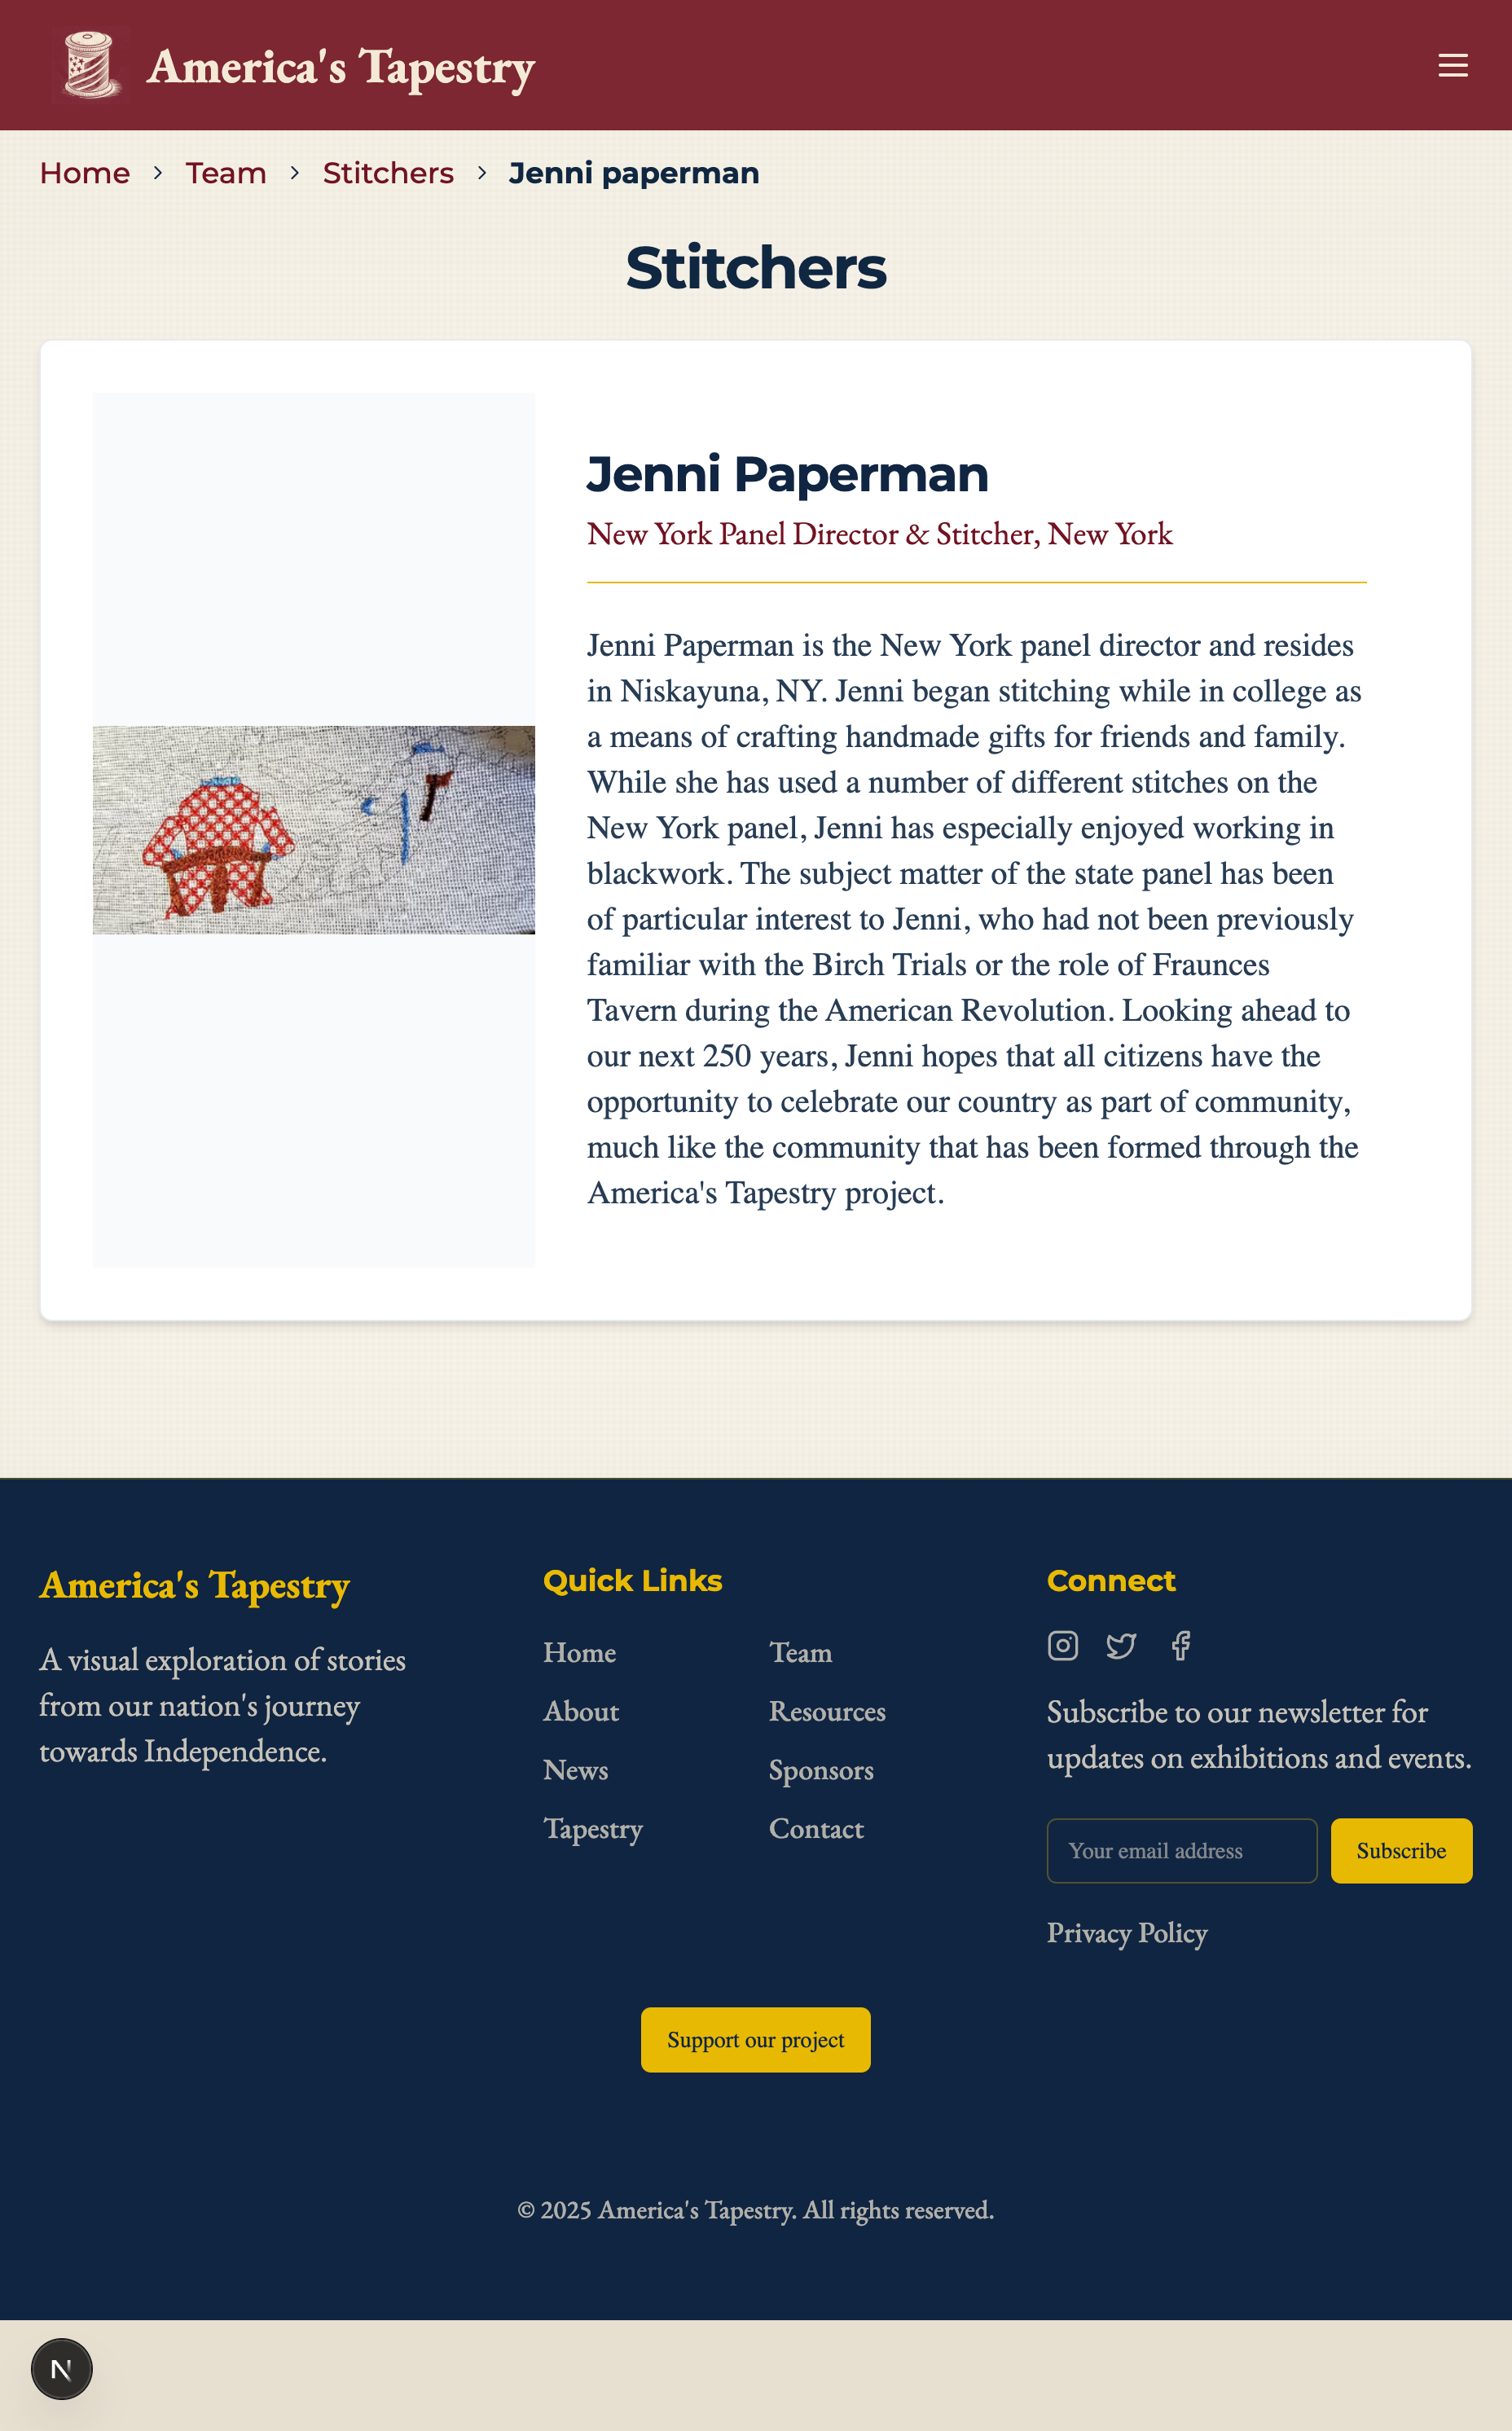 America's Tapestry
Home > Team > Stitchers > Jenni paperman
Stitchers
Jenni Paperman
New York Panel Director & Stitcher, New York
Jenni Paperman is the New York panel director and resides
in Niskayuna, NY. Jenni began stitching while in college as
a means of crafting handmade gifts for friends and family.
While she has used a number of different stitches on the
New York panel, Jenni has especially enjoyed working in
blackwork. The subject matter of the state panel has been
of particular interest to Jenni, who had not been previously
familiar with the Birch Trials or the role of Fraunces
Tavern during the American Revolution. Looking ahead to
our next 250 years, Jenni hopes that all citizens have the
opportunity to celebrate our country as part of community,
much like the community that has been formed through the
America's Tapestry project.
America's Tapestry
A visual exploration of stories
from our nation's journey
towards Independence.
Quick Links
Home
About
News
Tapestry
Team
Resources
Sponsors
Contact
Connect
Subscribe to our newsletter for
updates on exhibitions and events.
Your email address
Subscribe
Privacy Policy
Support our project
© 2025 America's Tapestry. All rights reserved.
N